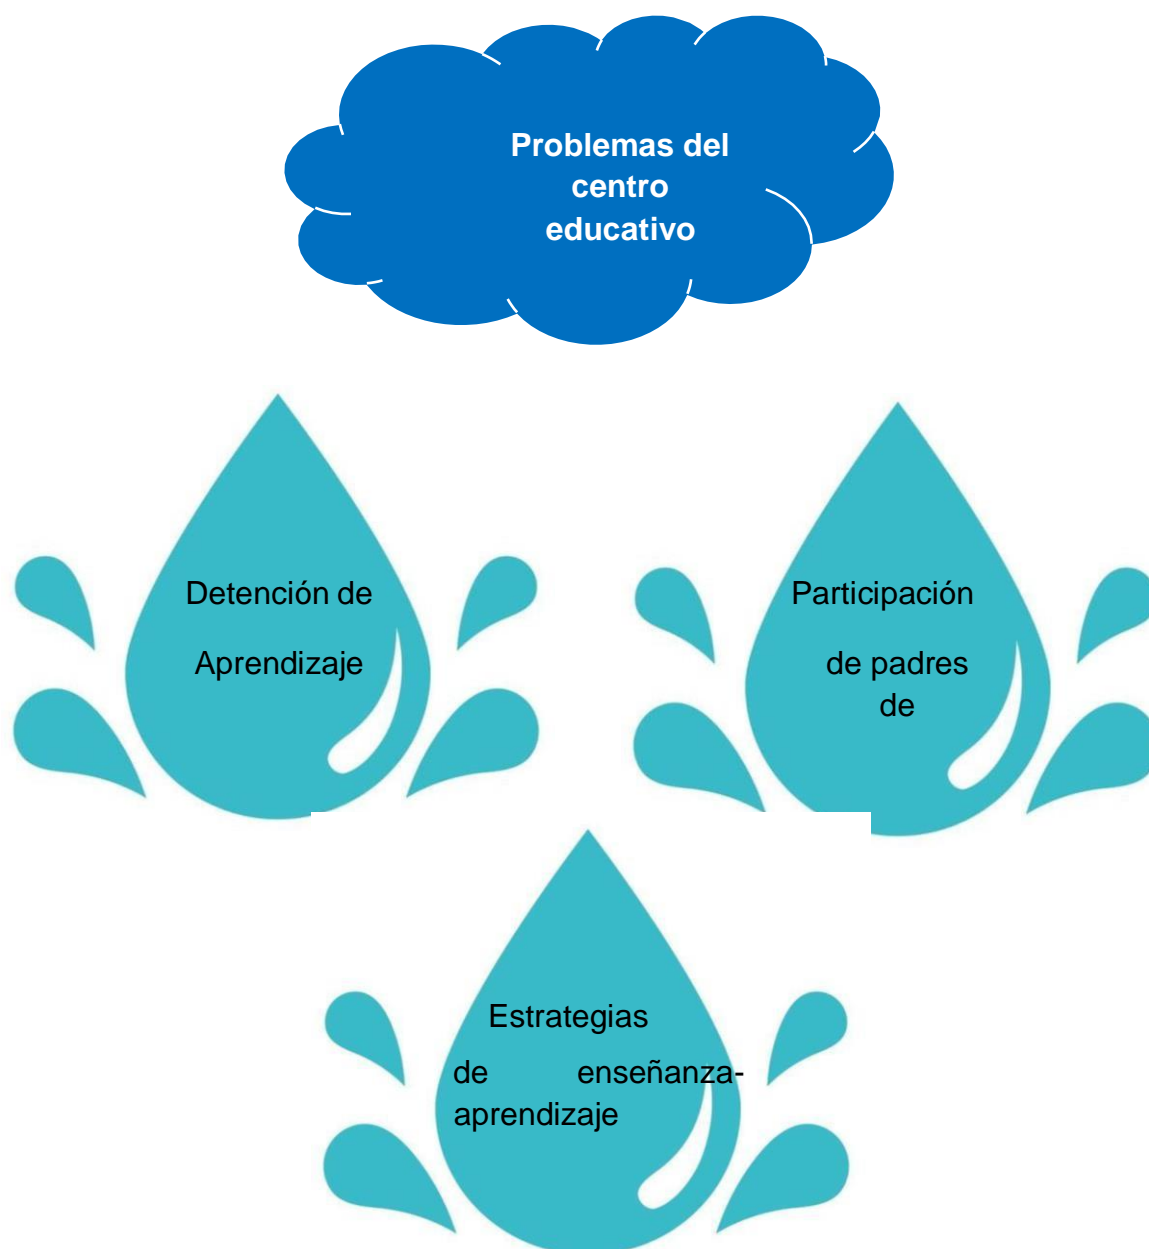 Problemas del
centro
educativo
Detención de
Aprendizaje
Participación
de padres
de
Estrategias
de enseñanza-
aprendizaje